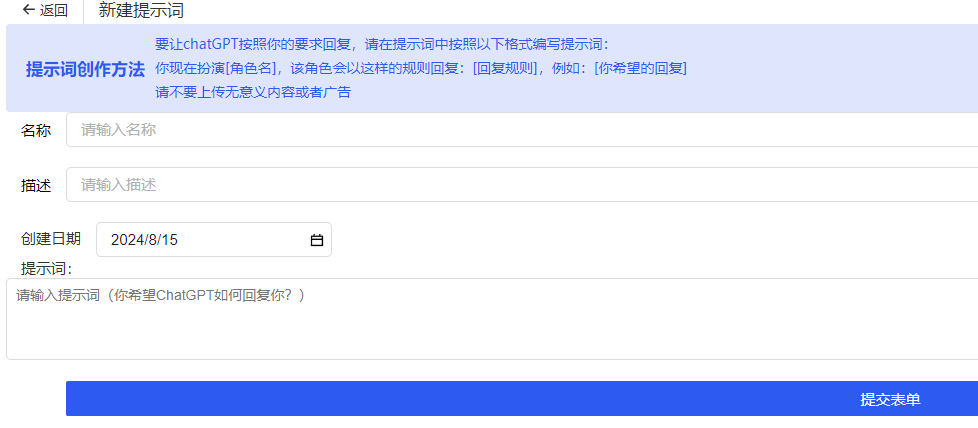 返回 新建提示词
要让chatGPT按照你的要求回复，请在提示词中按照以下格式编写提示词：
提示词创作方法 你现在扮演[角色名]，该角色会以这样的规则回复：[回复规则]，例如：[你希望的回复]
请不要上传无意义内容或者广告
名称 请输入名称
描述 请输入描述
创建日期 2024/8/15
提示词：
请输入提示词（你希望ChatGPT如何回复你？）
提交表单